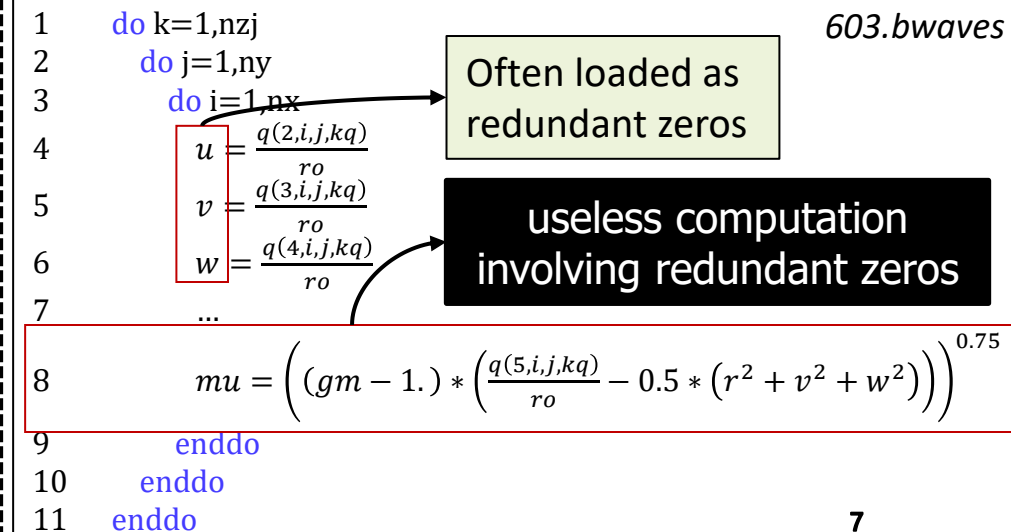 603.bwaves
1 do k=1,nzj
2 do j=1,ny
3 do i=1,nx
4 u = q(2,i,j,kq)/ro
5 v = q(3,i,j,kq)/ro
6 w = q(4,i,j,kq)/ro
7 ...
8 mu = ((gm − 1.) * (q(5,i,j,kq)/ro − 0.5 * (r² + v² + w²)))^0.75
9 enddo
10 enddo
11 enddo
Often loaded as
redundant zeros
useless computation
involving redundant zeros
7